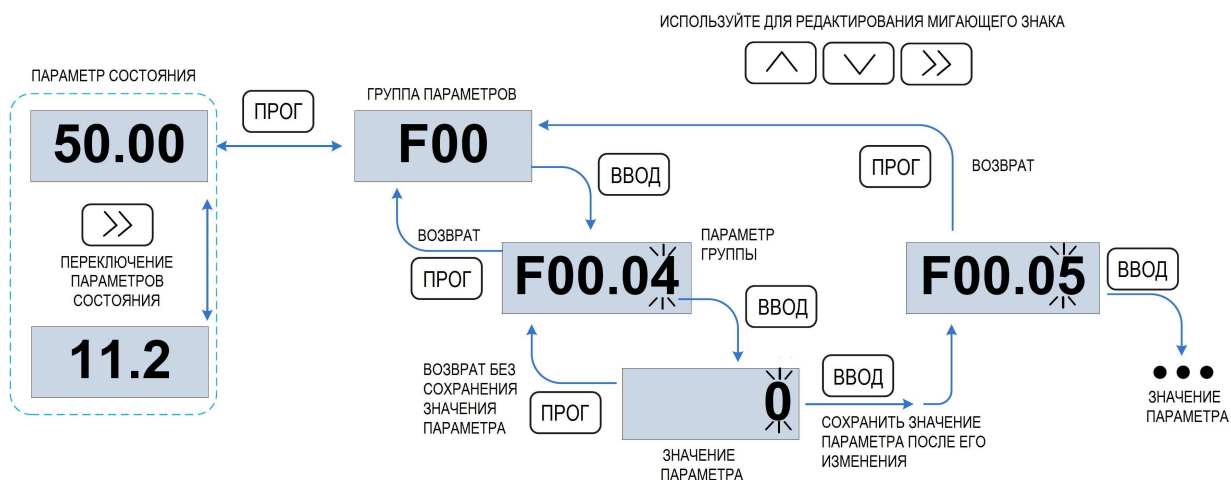 ИСПОЛЬЗУЙТЕ ДЛЯ РЕДАКТИРОВАНИЯ МИГАЮЩЕГО ЗНАКА
ПАРАМЕТР СОСТОЯНИЯ
50.00
ПЕРЕКЛЮЧЕНИЕ
ПАРАМЕТРОВ
СОСТОЯНИЯ
11.2
ПРОГ
ГРУППА ПАРАМЕТРОВ
F00
ВВОД
ВОЗВРАТ
ПРОГ
F00.04
ПАРАМЕТР
ГРУППЫ
ВВОД
ВОЗВРАТ БЕЗ
СОХРАНЕНИЯ
ЗНАЧЕНИЯ
ПАРАМЕТРА
ПРОГ
0
ЗНАЧЕНИЕ
ПАРАМЕТРА
ВВОД
СОХРАНИТЬ ЗНАЧЕНИЕ
ПАРАМЕТРА ПОСЛЕ ЕГО
ИЗМЕНЕНИЯ
ПРОГ
ВОЗВРАТ
F00.05
ВВОД
ЗНАЧЕНИЕ
ПАРАМЕТРА